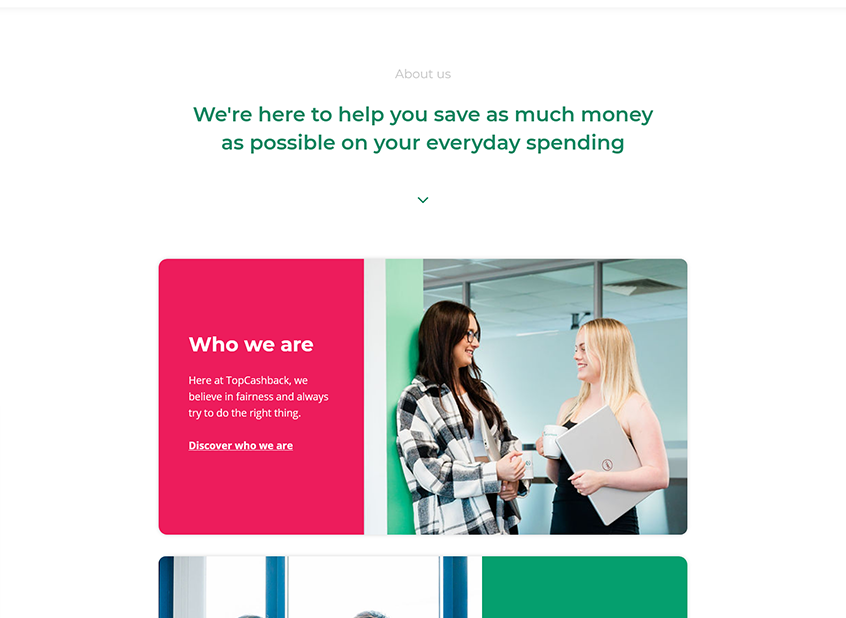 About us
We're here to help you save as much money
as possible on your everyday spending
Who we are
Here at TopCashback, we
believe in fairness and always
try to do the right thing.
Discover who we are